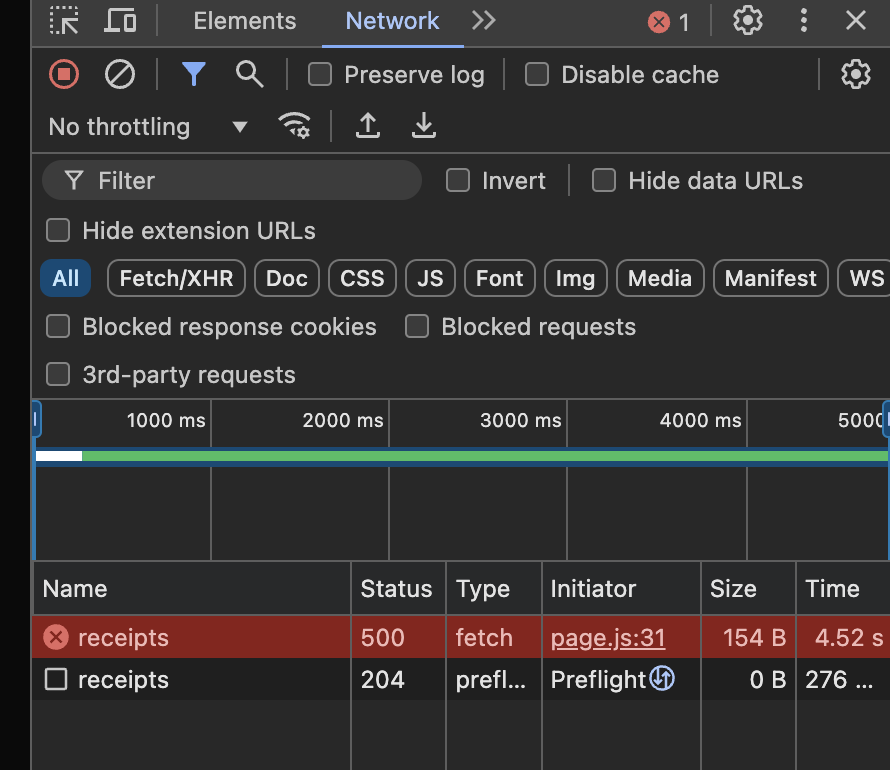 Elements Network 1
Preserve log Disable cache
No throttling
Filter Invert Hide data URLs
Hide extension URLs
All Fetch/XHR Doc CSS JS Font Img Media Manifest WS
Blocked response cookies Blocked requests
3rd-party requests
1000 ms 2000 ms 3000 ms 4000 ms 5000
Name Status Type Initiator Size Time
receipts 500 fetch page.js:31 154 B 4.52 s
receipts 204 prefl... Preflight 0 B 276 ...